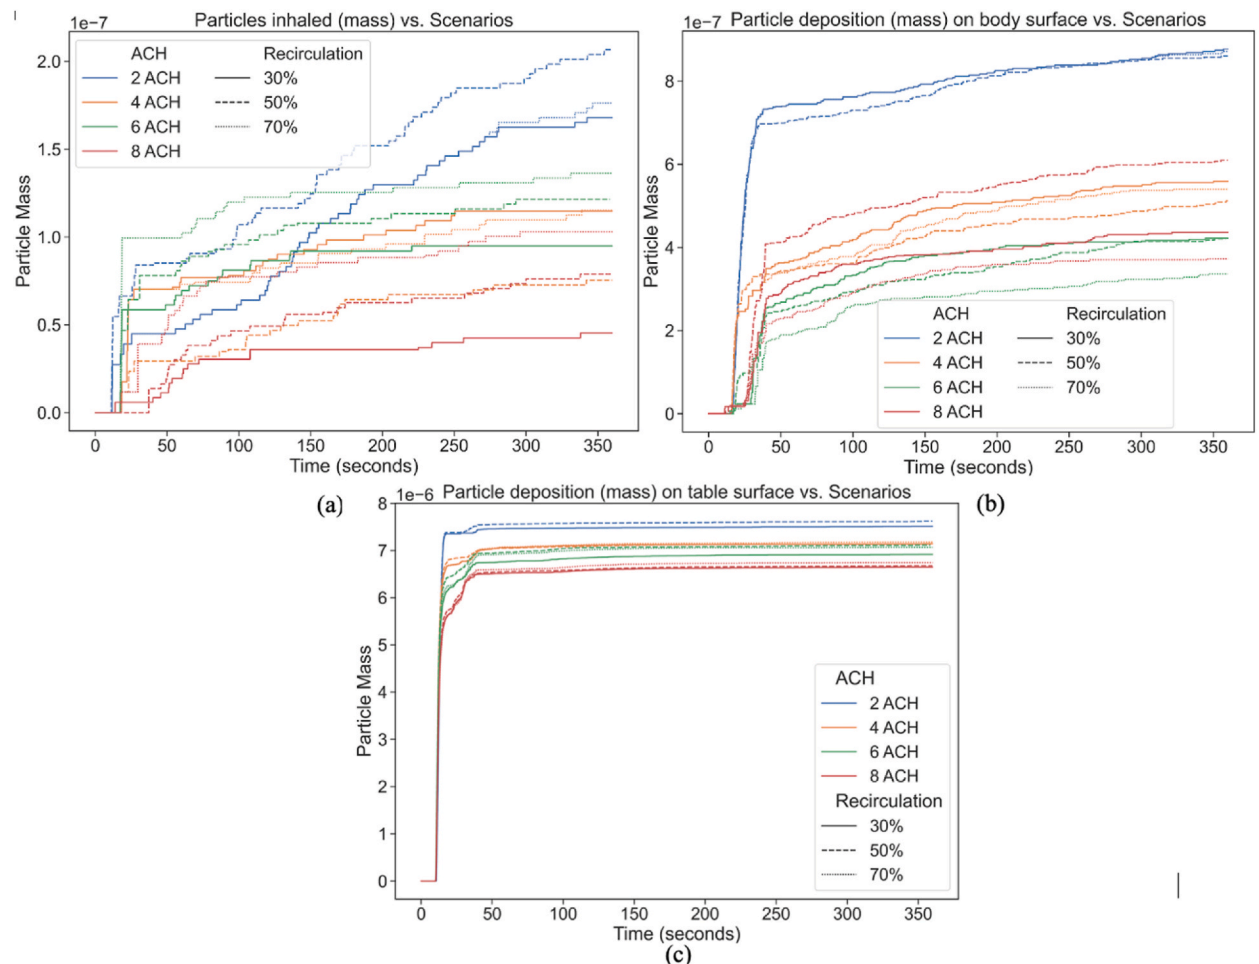 Particles inhaled (mass) vs. Scenarios
1e-7
ACH Recirculation
2 ACH 30%
4 ACH 50%
6 ACH 70%
8 ACH
2.0
1.5
1.0
0.5
0.0
Particle Mass
0 50 100 150 200 250 300 350
Time (seconds)
(a)
Particle deposition (mass) on body surface vs. Scenarios
1e-7
8
6
4
2
0
Particle Mass
ACH Recirculation
2 ACH 30%
4 ACH 50%
6 ACH 70%
8 ACH
0 50 100 150 200 250 300 350
Time (seconds)
(b)
Particle deposition (mass) on table surface vs. Scenarios
1e-6
8
7
6
5
4
3
2
1
0
Particle Mass
ACH
2 ACH
4 ACH
6 ACH
8 ACH
Recirculation
30%
50%
70%
0 50 100 150 200 250 300 350
Time (seconds)
(c)